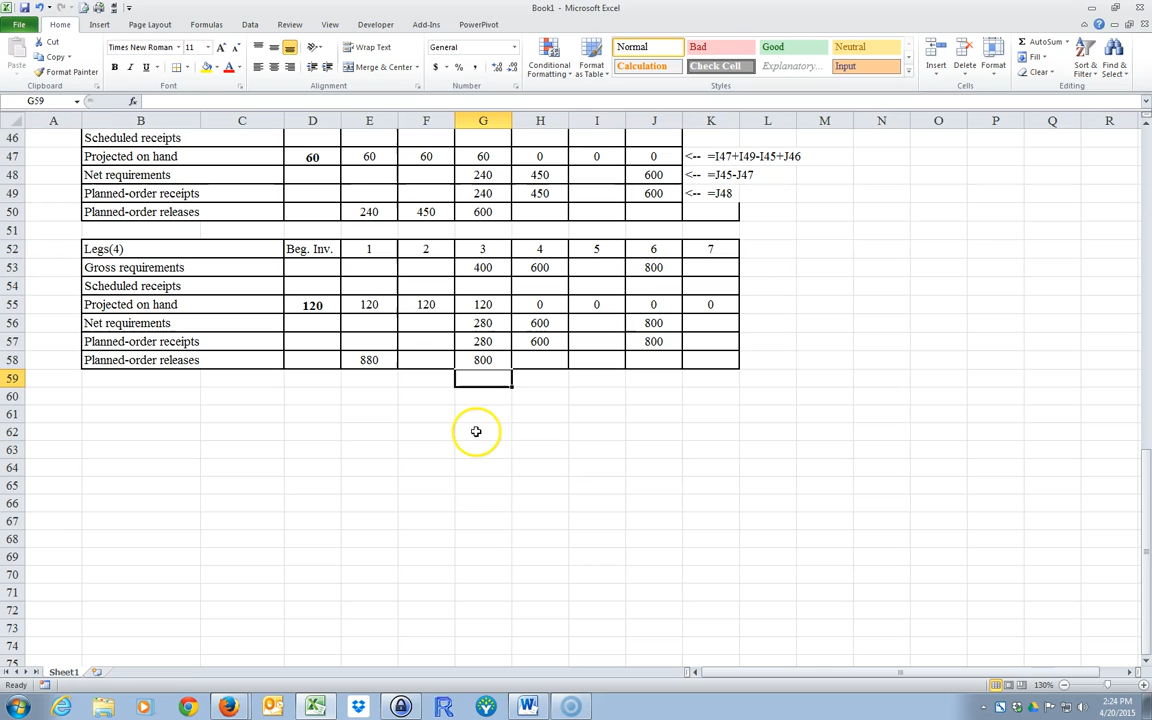 Book1 - Microsoft Excel
File Home Insert Page Layout Formulas Data Review View Developer Add-Ins PowerPivot
Paste Cut Copy Format Painter Clipboard
Times New Roman 11 A A B I U A Font
Wrap Text Merge & Center Alignment
General $ % , Number
Conditional Formatting Format as Table Normal Bad Good Neutral Calculation Check Cell Explanatory... Input Styles
Insert Delete Format Cells
AutoSum Fill Clear Sort & Filter Find & Select Editing
G59 fx
A B C D E F G H I J K L M N O P Q R
46 Scheduled receipts
47 Projected on hand 60 60 60 60 0 0 0 <-- =I47+I49-I45+J46
48 Net requirements 240 450 600 <-- =J45-J47
49 Planned-order receipts 240 450 600 <-- =J48
50 Planned-order releases 240 450 600
51
52 Legs(4) Beg. Inv. 1 2 3 4 5 6 7
53 Gross requirements 400 600 800
54 Scheduled receipts
55 Projected on hand 120 120 120 120 0 0 0 0
56 Net requirements 280 600 800
57 Planned-order receipts 280 600 800
58 Planned-order releases 880 800
59
60
61
62
63
64
65
66
67
68
69
70
71
72
73
74
75
Sheet1
Ready 130%
2:24 PM
4/20/2015